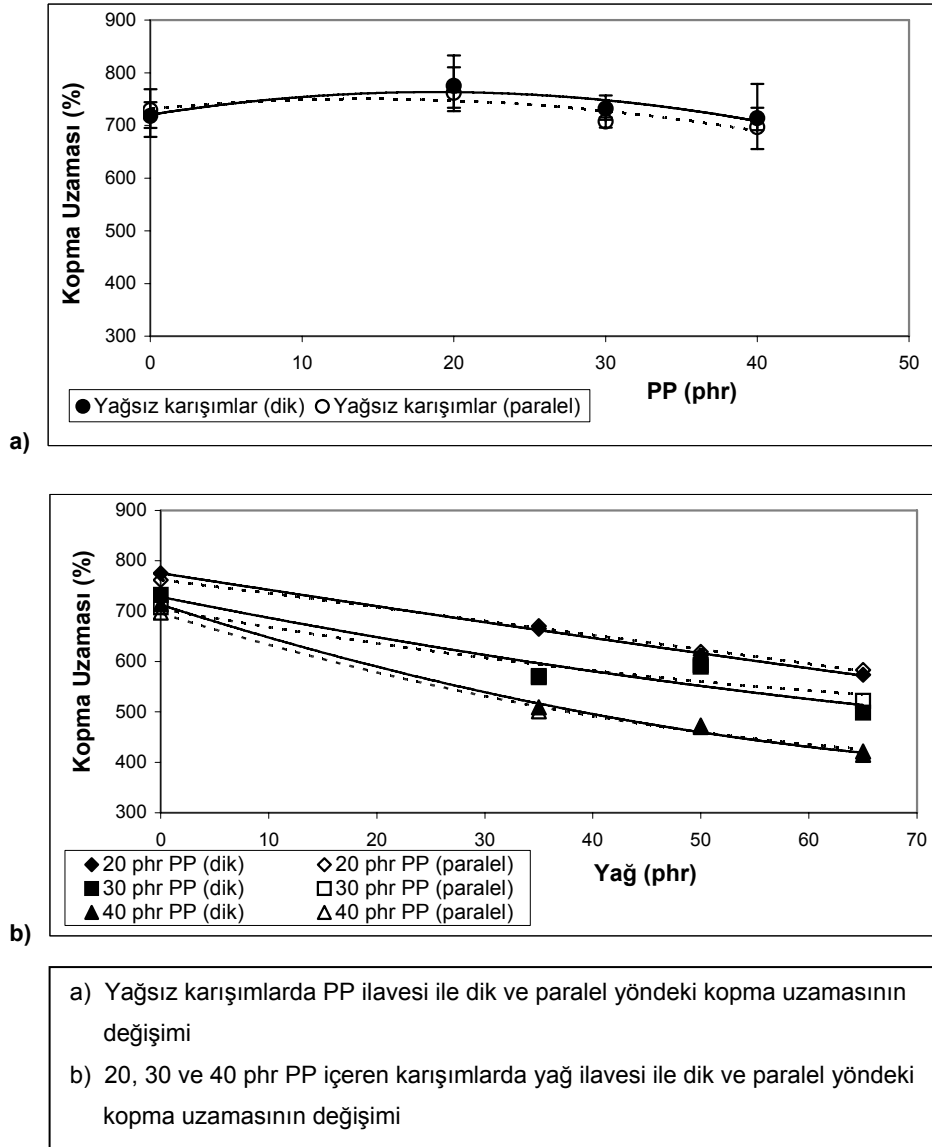 900
800
700
600
500
400
300
Kopma Uzaması (%)
0 10 20 30 40 50
PP (phr)
Yağsız karışımlar (dik) Yağsız karışımlar (paralel)
a)
900
800
700
600
500
400
300
Kopma Uzaması (%)
0 10 20 30 40 50 60 70
Yağ (phr)
20 phr PP (dik) 20 phr PP (paralel)
30 phr PP (dik) 30 phr PP (paralel)
40 phr PP (dik) 40 phr PP (paralel)
b)
a) Yağsız karışımlarda PP ilavesi ile dik ve paralel yöndeki kopma uzamasının
değişimi
b) 20, 30 ve 40 phr PP içeren karışımlarda yağ ilavesi ile dik ve paralel yöndeki
kopma uzamasının değişimi